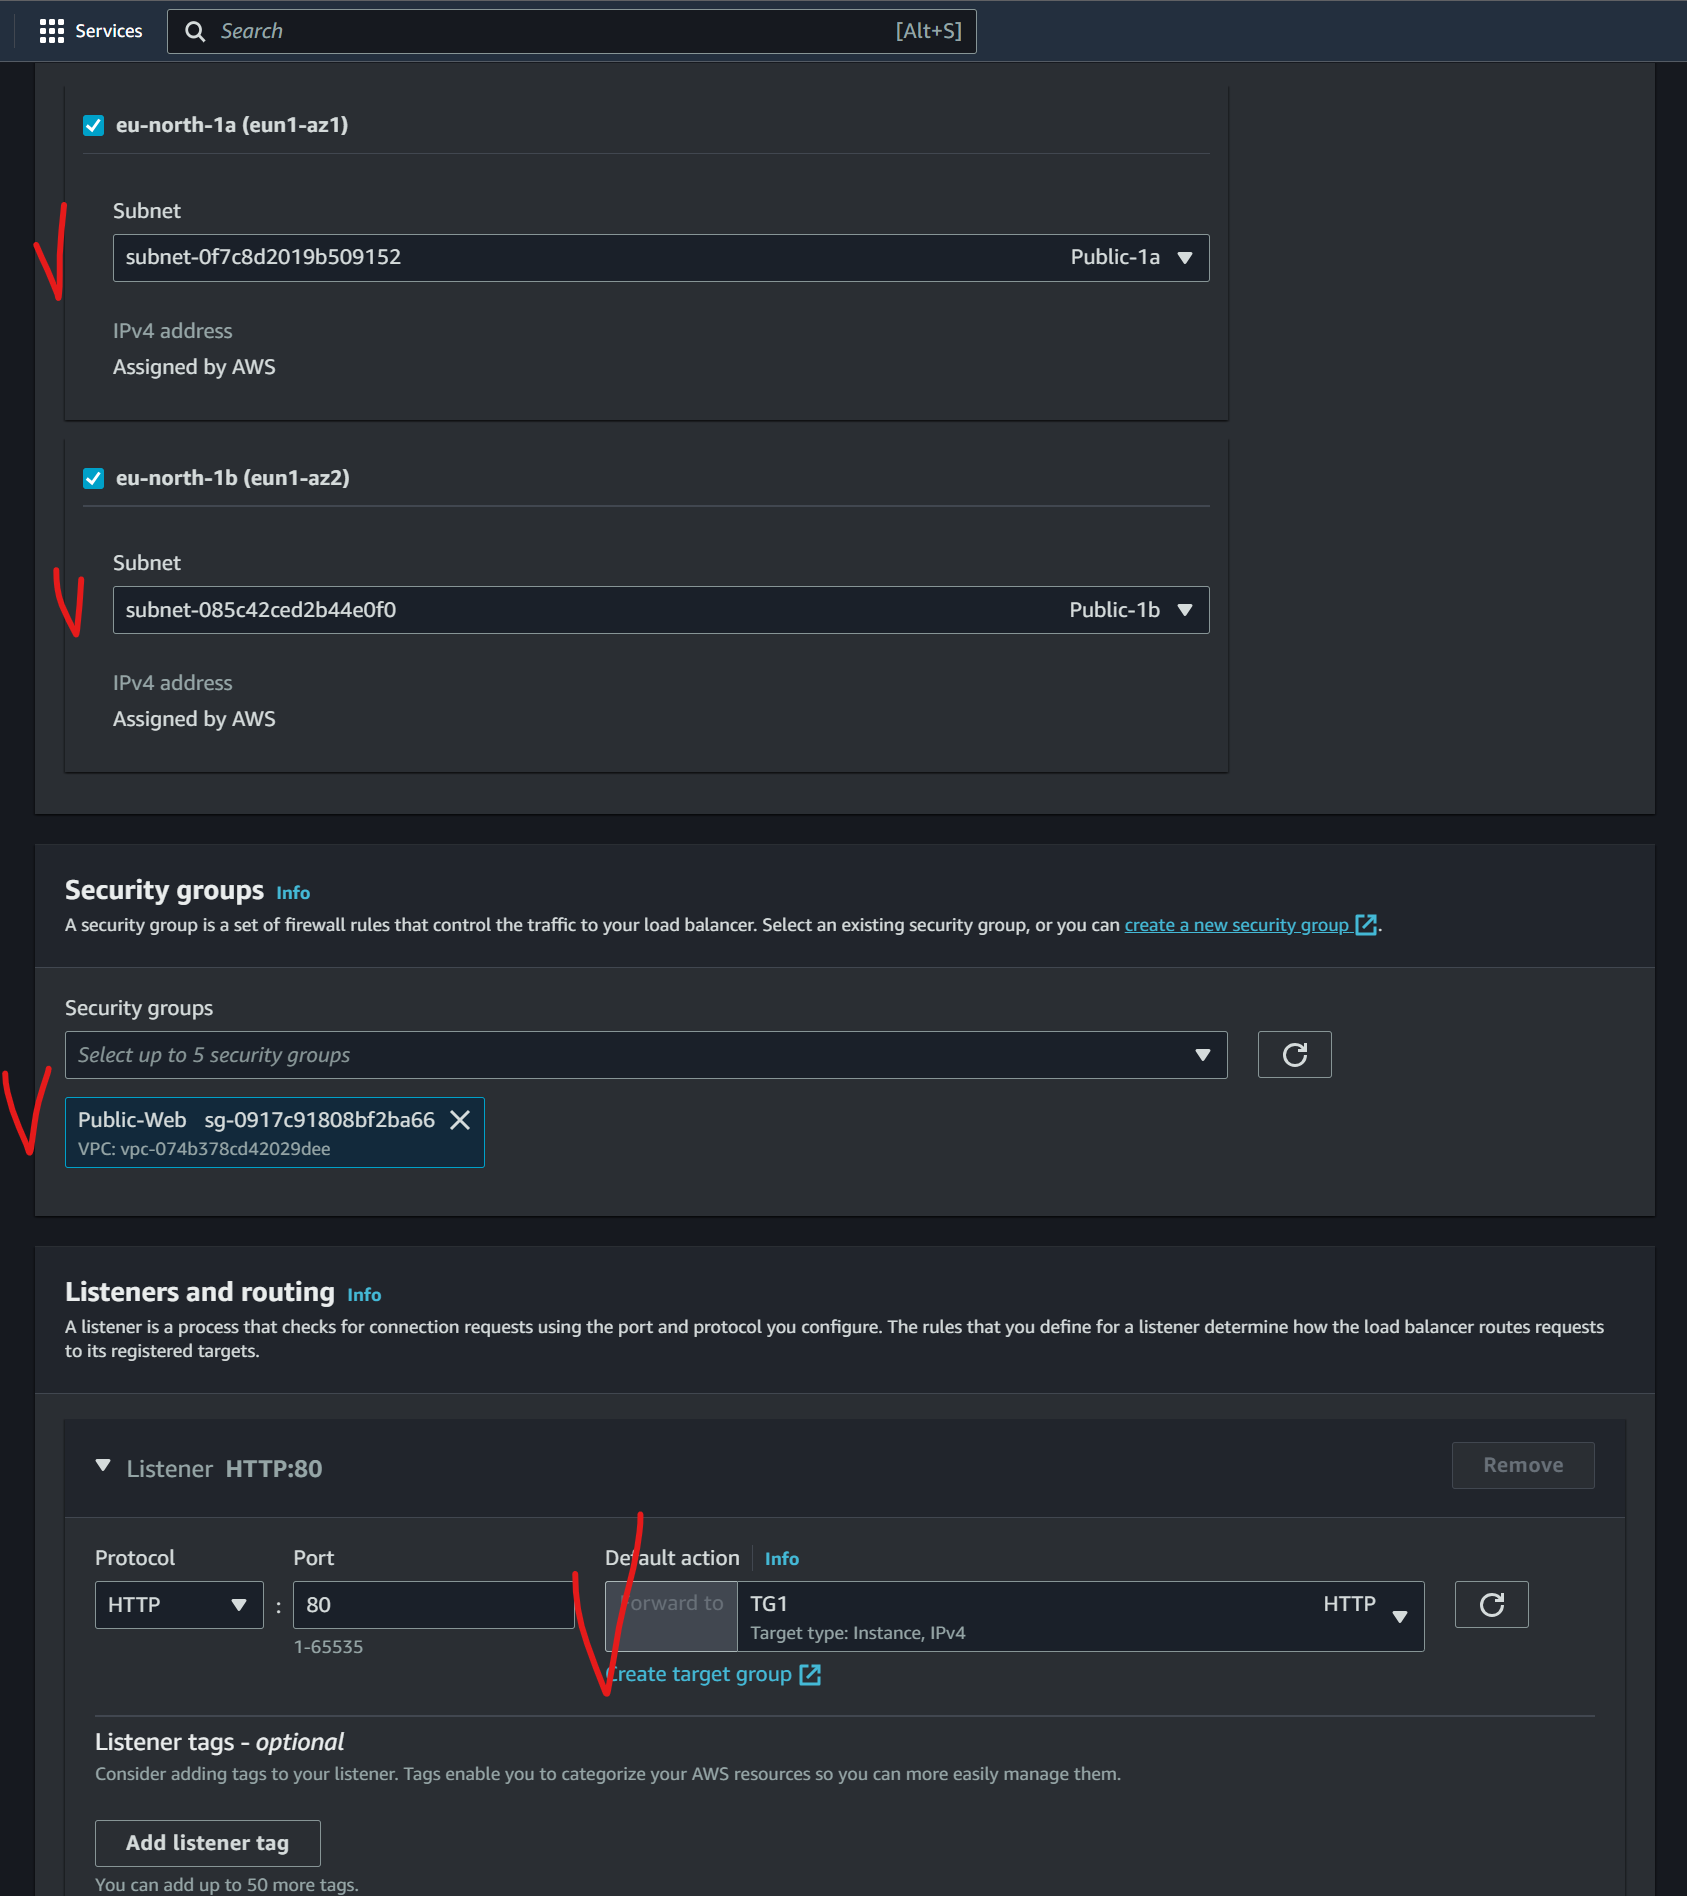 Services
Search
[Alt+S]
eu-north-1a (eun1-az1)
Subnet
subnet-0f7c8d2019b509152 Public-1a
IPv4 address
Assigned by AWS
eu-north-1b (eun1-az2)
Subnet
subnet-085c42ced2b44e0f0 Public-1b
IPv4 address
Assigned by AWS
Security groups Info
A security group is a set of firewall rules that control the traffic to your load balancer. Select an existing security group, or you can create a new security group.
Security groups
Select up to 5 security groups
Public-Web sg-0917c91808bf2ba66
VPC: vpc-074b378cd42029dee
Listeners and routing Info
A listener is a process that checks for connection requests using the port and protocol you configure. The rules that you define for a listener determine how the load balancer routes requests
to its registered targets.
Listener HTTP:80
Remove
Protocol Port Default action Info
HTTP : 80 Forward to TG1 HTTP
1-65535 Target type: Instance, IPv4
Create target group
Listener tags - optional
Consider adding tags to your listener. Tags enable you to categorize your AWS resources so you can more easily manage them.
Add listener tag
You can add up to 50 more tags.